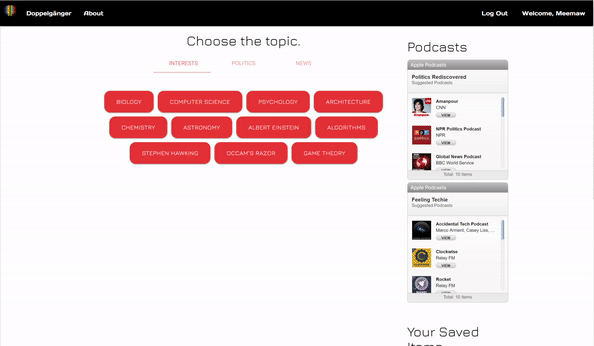 Doppelgänger About Log Out Welcome, Meemaw
Choose the topic.
INTERESTS POLITICS NEWS
BIOLOGY COMPUTER SCIENCE PSYCHOLOGY ARCHITECTURE
CHEMISTRY ASTRONOMY ALBERT EINSTEIN ALGORITHMS
STEPHEN HAWKING OCCAM'S RAZOR GAME THEORY
Podcasts
Apple Podcasts
Politics Rediscovered
Suggested Podcasts
Amanpour
CNN
VIEW
NPR Politics Podcast
NPR
VIEW
Global News Podcast
BBC World Service
Total: 10 items
Apple Podcasts
Feeling Techie
Suggested Podcasts
Accidental Tech Podcast
Marco Arment, Casey Liss, ...
VIEW
Clockwise
Relay FM
VIEW
Rocket
Relay FM
Total: 10 items
Your Saved